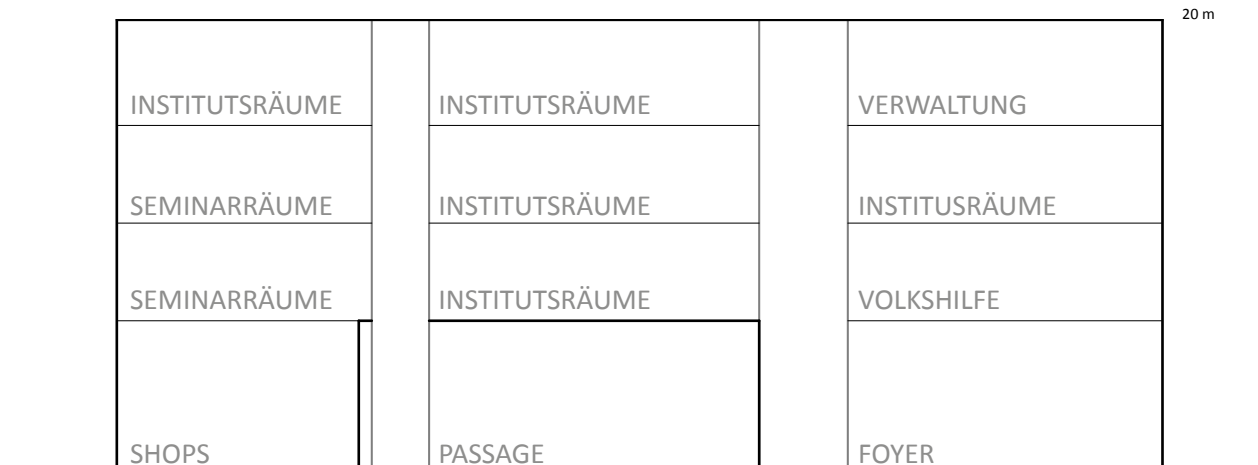 20 m
INSTITUTSRÄUME INSTITUTSRÄUME VERWALTUNG
SEMINARRÄUME INSTITUTSRÄUME INSTITUSRÄUME
SEMINARRÄUME INSTITUTSRÄUME VOLKSHILFE
SHOPS PASSAGE FOYER